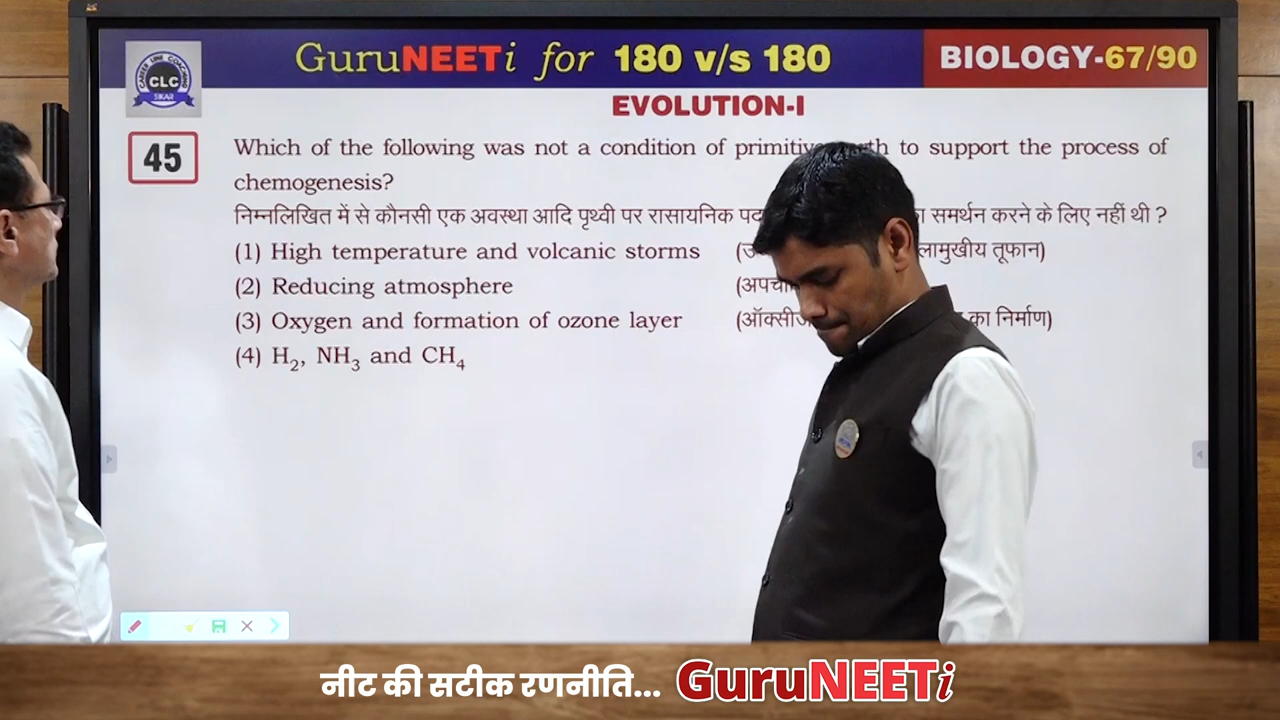 GuruNEETi for 180 v/s 180
BIOLOGY-67/90
CAREER LINE COACHING
CLC
SIKAR
EVOLUTION-I
45
Which of the following was not a condition of to support the process of
chemogenesis?
निम्नलिखित में से कौनसी एक अवस्था आदि पृथ्वी पर रासायनिक समर्थन करने के लिए नहीं थी ?
(1) High temperature and volcanic storms तूफान)
(2) Reducing atmosphere
(3) Oxygen and formation of ozone layer का निर्माण)
(4) H₂, NH₃ and CH₄
नीट की सटीक रणनीति... GuruNEETi